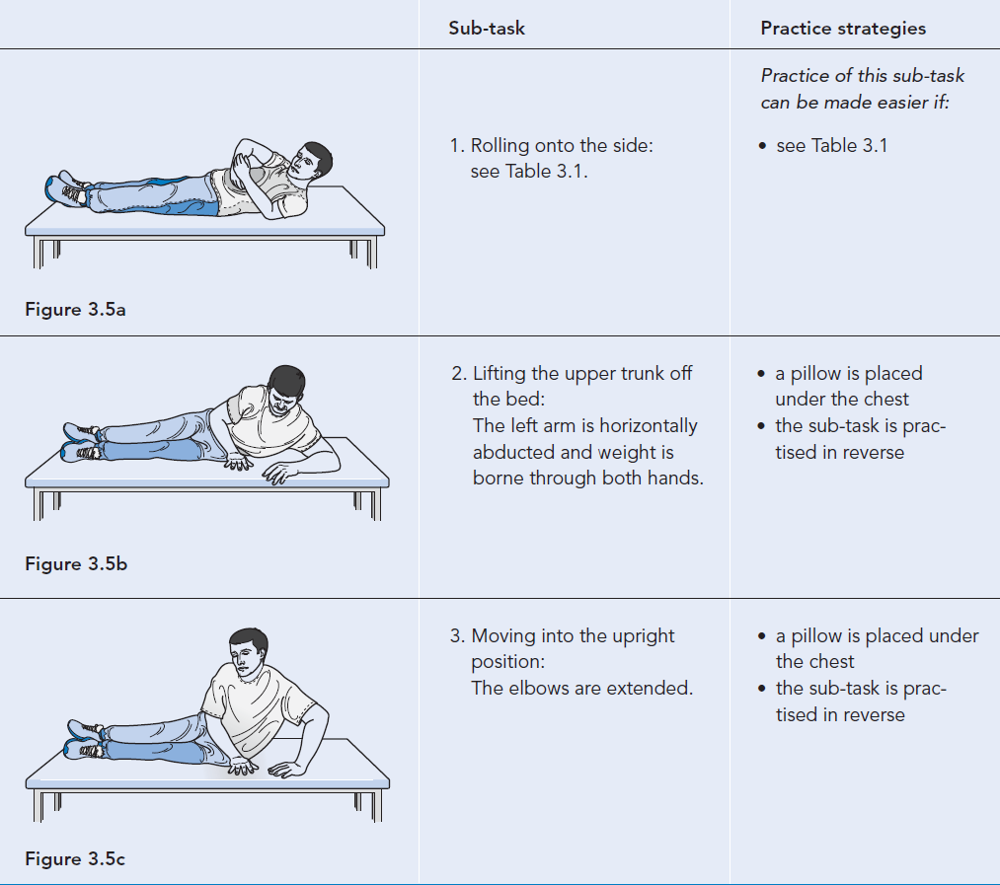 Sub-task
Practice strategies
Practice of this sub-task
can be made easier if:
1. Rolling onto the side:
see Table 3.1.
• see Table 3.1
Figure 3.5a
2. Lifting the upper trunk off
the bed:
The left arm is horizontally
abducted and weight is
borne through both hands.
• a pillow is placed
under the chest
• the sub-task is prac-
tised in reverse
Figure 3.5b
3. Moving into the upright
position:
The elbows are extended.
• a pillow is placed under
the chest
• the sub-task is prac-
tised in reverse
Figure 3.5c